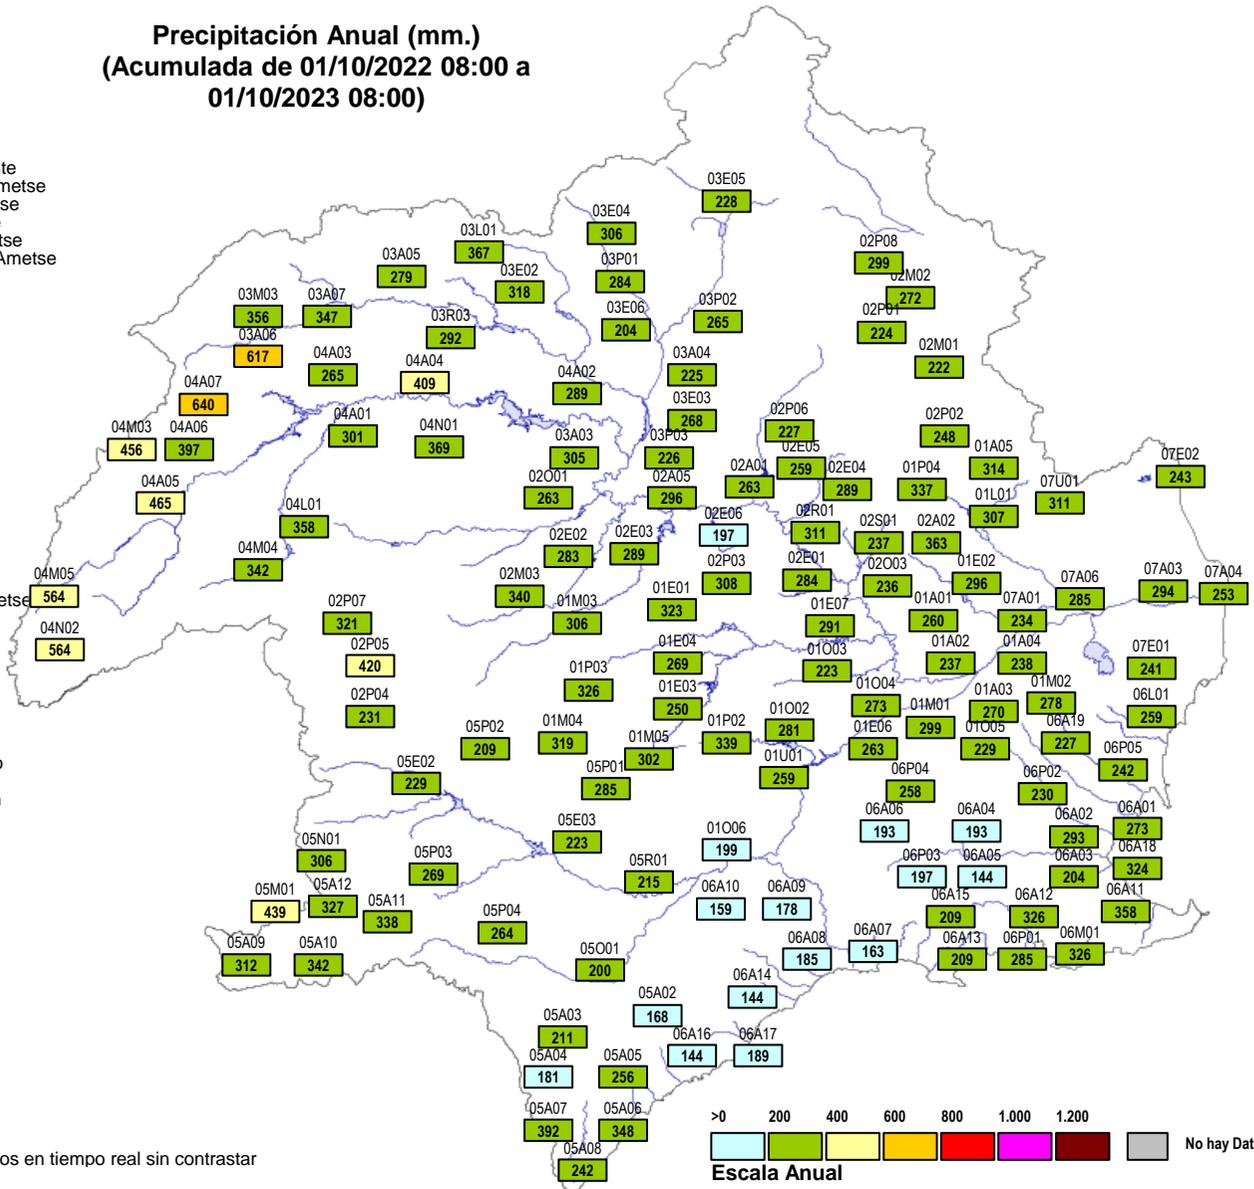 Precipitación Anual (mm.)
(Acumulada de 01/10/2022 08:00 a
01/10/2023 08:00)
te
metse
se
tse
Ametse
etse
o
03E05
228
03E04
306
03L01
367
03A05
279
03E02
318
03P01
284
02P08
299
02M02
272
03M03
356
03A07
347
03R03
292
03E06
204
03P02
265
02P01
224
03A06
617
04A03
265
04A04
409
04A02
289
03A04
225
02M01
222
04A07
640
04A01
301
04N01
369
03E03
268
02P06
227
02P02
248
04M03
456
04A06
397
03A03
305
03P03
226
02E05
259
01A05
314
07E02
243
04A05
465
02O01
263
02A05
296
02A01
263
02E04
289
01P04
337
07U01
311
04L01
358
02E06
197
02R01
311
01L01
307
02S01
237
02A02
363
04M04
342
02E02
283
02E03
289
02P03
308
02E01
284
02O03
236
01E02
296
04M05
564
02M03
340
01E01
323
07A06
285
07A03
294
07A04
253
04N02
564
02P07
321
01M03
306
01E07
291
01A01
260
07A01
234
02P05
420
01E04
269
01O03
223
01A02
237
01A04
238
07E01
241
01P03
326
01E03
250
01O04
273
01M02
278
02P04
231
01A03
270
06L01
259
05P02
209
01M04
319
01M05
302
01P02
339
01O02
281
01M01
299
01E06
263
01O05
229
06A19
227
05E02
229
05P01
285
01U01
259
06P04
258
06P02
230
06P05
242
05N01
306
05E03
223
01O06
199
06A06
193
06A04
193
06A02
293
06A01
273
05P03
269
05R01
215
06P03
197
06A05
144
06A03
204
06A18
324
05M01
439
05A12
327
05A11
338
06A10
159
06A09
178
06A15
209
06A12
326
06A11
358
05P04
264
05A09
312
05A10
342
05O01
200
06A08
185
06A07
163
06A13
209
06P01
285
06M01
326
06A14
144
05A02
168
05A03
211
06A16
144
06A17
189
05A04
181
05A05
256
05A07
392
05A06
348
05A08
242
>0 200 400 600 800 1.000 1.200
No hay Dat
Escala Anual
os en tiempo real sin contrastar